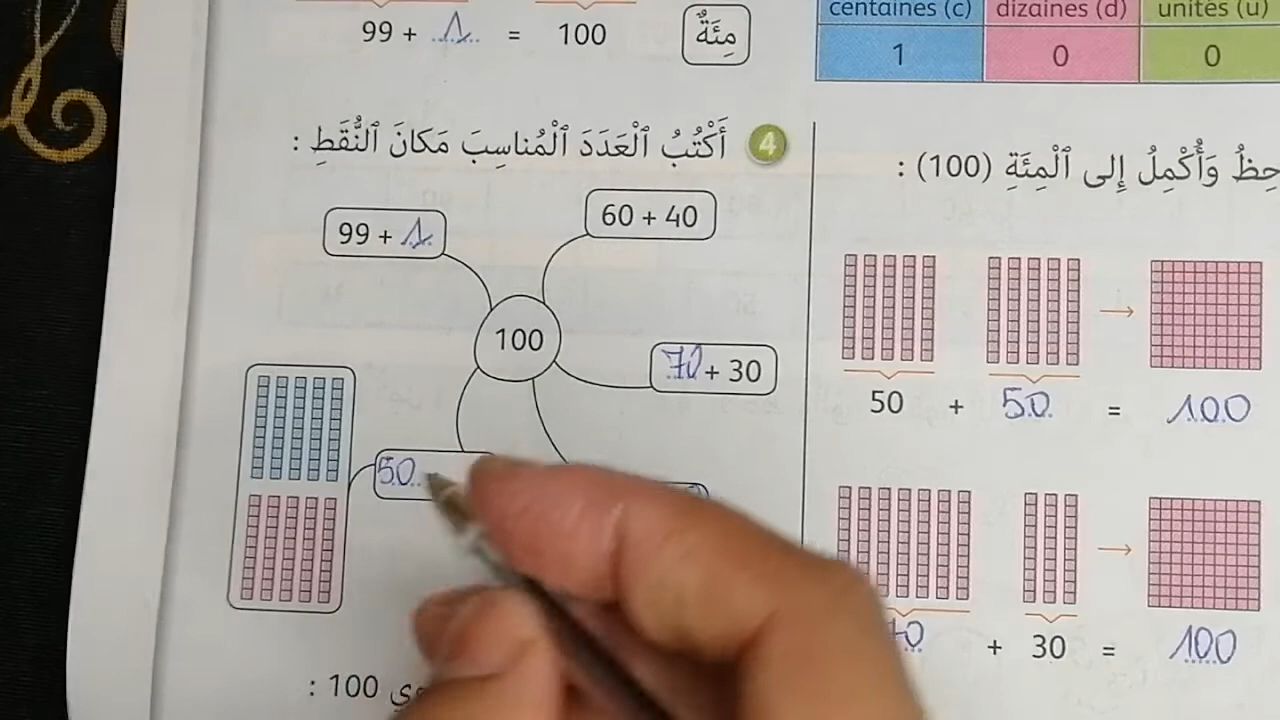 99 + 1 = 100
مِئَةٌ
centaines (c) dizaines (d) unités (u)
1 0 0
4 أَكْتُبُ ٱلْعَدَدَ ٱلْمُناسِبَ مَكانَ ٱلنُّقَطِ :
99 + 1
60 + 40
100
70 + 30
50
: 100
وَأُكْمِلُ إِلى ٱلْمِئَةِ (100) :
50 + 50 = 100
+ 30 = 100